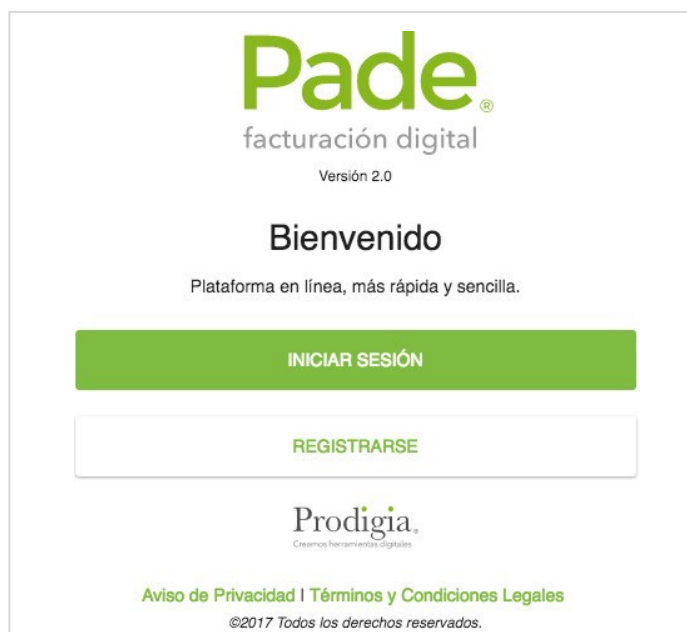 Pade®
facturación digital
Versión 2.0
Bienvenido
Plataforma en línea, más rápida y sencilla.
INICIAR SESIÓN
REGISTRARSE
Prodigia®
Creamos herramientas digitales
Aviso de Privacidad | Términos y Condiciones Legales
©2017 Todos los derechos reservados.